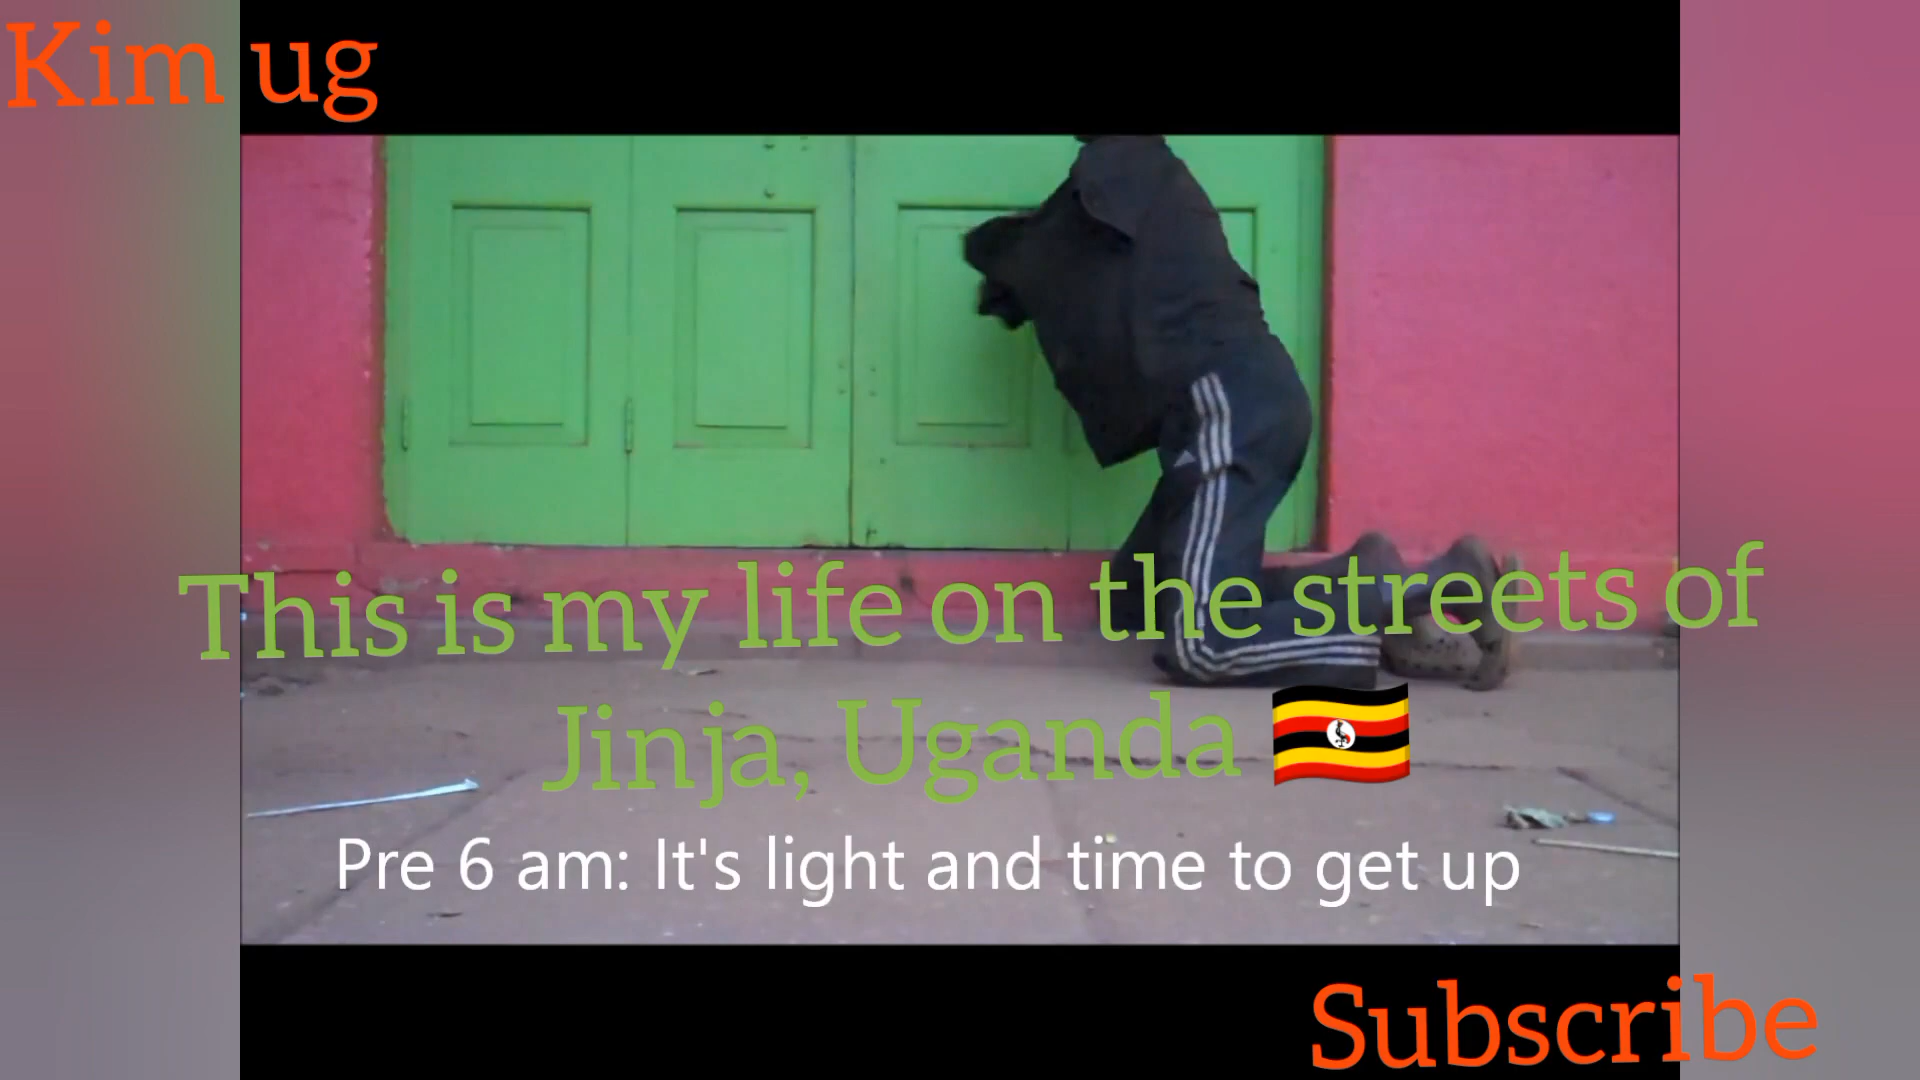 Kim ug
This is my life on the streets of
Jinja, Uganda 🇺🇬
Pre 6 am: It's light and time to get up
Subscribe